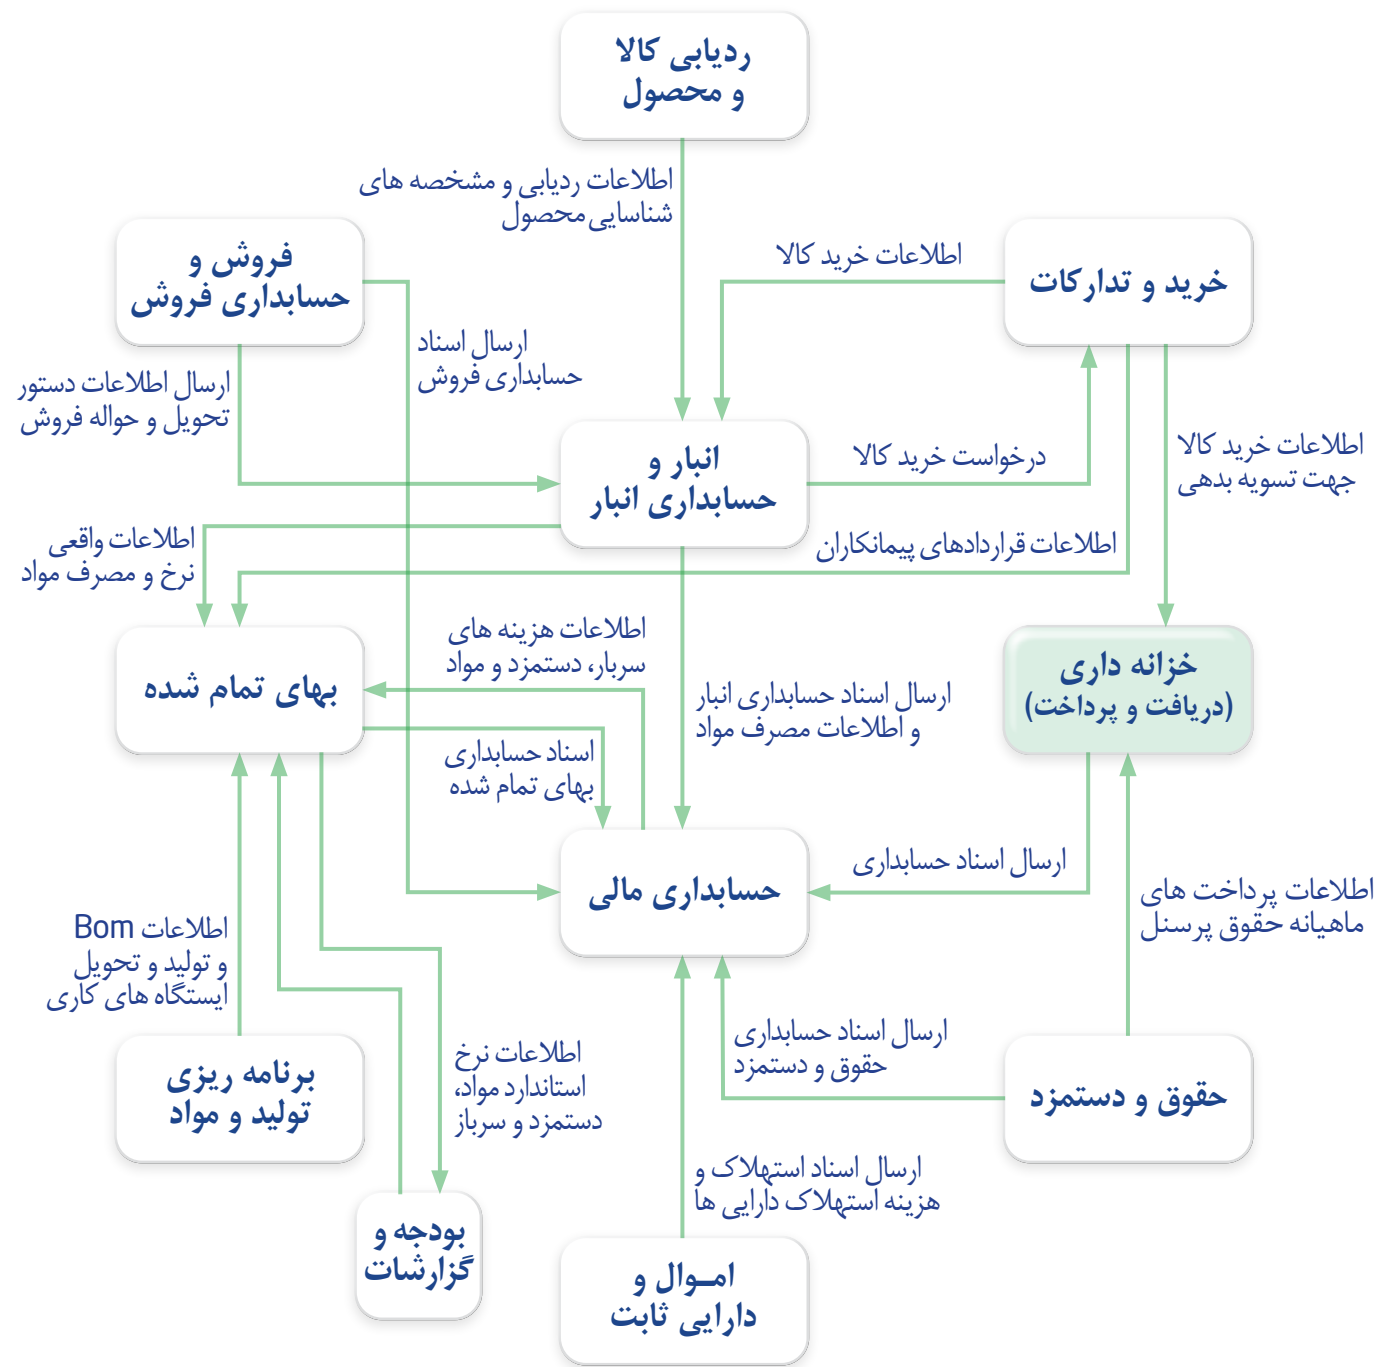 ردیابی کالا
و محصول
اطلاعات ردیابی و مشخصه های
شناسایی محصول
خرید و تدارکات
اطلاعات خرید کالا
فروش و
حسابداری فروش
ارسال اسناد
حسابداری فروش
ارسال اطلاعات دستور
تحویل و حواله فروش
اطلاعات خرید کالا
جهت تسویه بدهی
درخواست خرید کالا
انبار و
حسابداری انبار
اطلاعات قراردادهای پیمانکاران
اطلاعات واقعی
نرخ و مصرف مواد
خزانه داری
(دریافت و پرداخت)
ارسال اسناد حسابداری انبار
و اطلاعات مصرف مواد
اطلاعات هزینه های
سربار، دستمزد و مواد
بهای تمام شده
اسناد حسابداری
بهای تمام شده
ارسال اسناد حسابداری
حسابداری مالی
اطلاعات پرداخت های
ماهیانه حقوق پرسنل
اطلاعات Bom
و تولید و تحویل
ایستگاه های کاری
حقوق و دستمزد
ارسال اسناد حسابداری
حقوق و دستمزد
اطلاعات نرخ
استاندارد مواد،
دستمزد و سرباز
برنامه ریزی
تولید و مواد
ارسال اسناد استهلاک و
هزینه استهلاک دارایی ها
بودجه و
گزارشات
امـوال و
دارایی ثابت